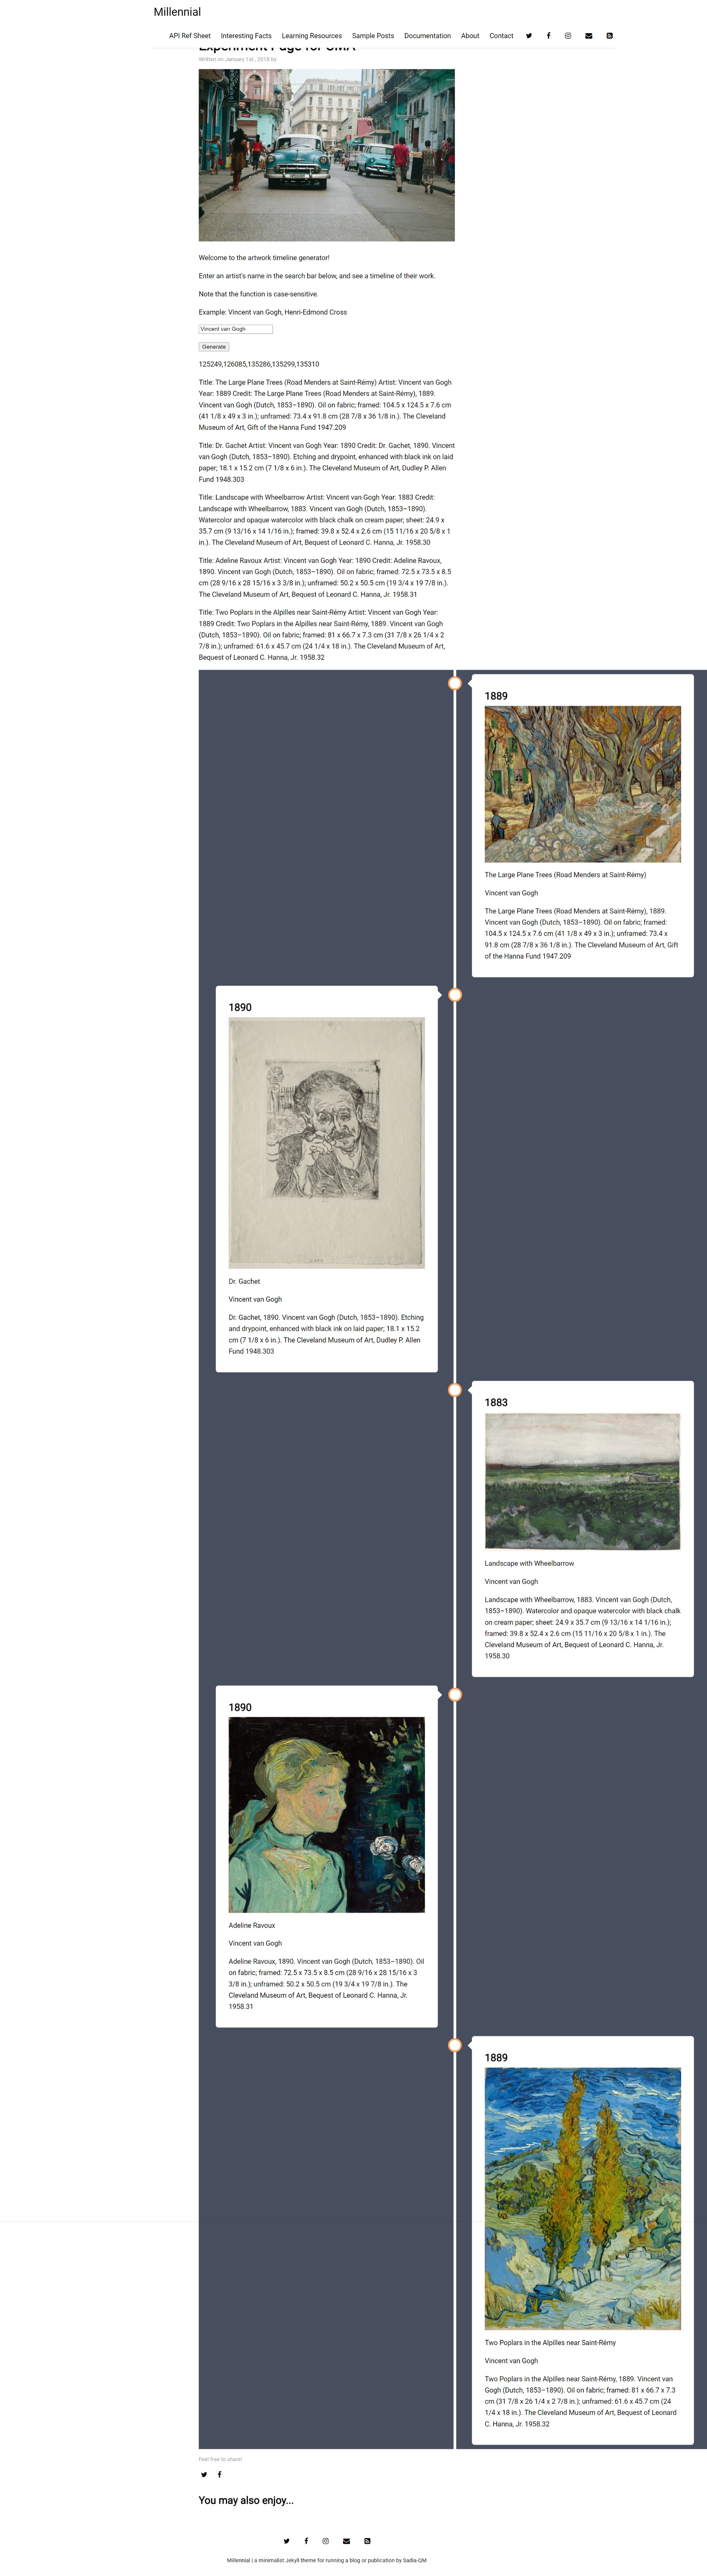 Millennial
API Ref Sheet Interesting Facts Learning Resources Sample Posts Documentation About Contact
Experiment Page for CMA
Written on January 1st , 2018 by
Welcome to the artwork timeline generator!
Enter an artist's name in the search bar below, and see a timeline of their work.
Note that the function is case-sensitive.
Example: Vincent van Gogh, Henri-Edmond Cross
Vincent van Gogh
Generate
125249,126085,135286,135299,135310
Title: The Large Plane Trees (Road Menders at Saint-Rémy) Artist: Vincent van Gogh
Year: 1889 Credit: The Large Plane Trees (Road Menders at Saint-Rémy), 1889.
Vincent van Gogh (Dutch, 1853–1890). Oil on fabric; framed: 104.5 x 124.5 x 7.6 cm
(41 1/8 x 49 x 3 in.); unframed: 73.4 x 91.8 cm (28 7/8 x 36 1/8 in.). The Cleveland
Museum of Art, Gift of the Hanna Fund 1947.209
Title: Dr. Gachet Artist: Vincent van Gogh Year: 1890 Credit: Dr. Gachet, 1890. Vincent
van Gogh (Dutch, 1853–1890). Etching and drypoint, enhanced with black ink on laid
paper; 18.1 x 15.2 cm (7 1/8 x 6 in.). The Cleveland Museum of Art, Dudley P. Allen
Fund 1948.303
Title: Landscape with Wheelbarrow Artist: Vincent van Gogh Year: 1883 Credit:
Landscape with Wheelbarrow, 1883. Vincent van Gogh (Dutch, 1853–1890).
Watercolor and opaque watercolor with black chalk on cream paper; sheet: 24.9 x
35.7 cm (9 13/16 x 14 1/16 in.); framed: 39.8 x 52.4 x 2.6 cm (15 11/16 x 20 5/8 x 1
in.). The Cleveland Museum of Art, Bequest of Leonard C. Hanna, Jr. 1958.30
Title: Adeline Ravoux Artist: Vincent van Gogh Year: 1890 Credit: Adeline Ravoux,
1890. Vincent van Gogh (Dutch, 1853–1890). Oil on fabric; framed: 72.5 x 73.5 x 8.5
cm (28 9/16 x 28 15/16 x 3 3/8 in.); unframed: 50.2 x 50.5 cm (19 3/4 x 19 7/8 in.).
The Cleveland Museum of Art, Bequest of Leonard C. Hanna, Jr. 1958.31
Title: Two Poplars in the Alpilles near Saint-Rémy Artist: Vincent van Gogh Year:
1889 Credit: Two Poplars in the Alpilles near Saint-Rémy, 1889. Vincent van Gogh
(Dutch, 1853–1890). Oil on fabric; framed: 81 x 66.7 x 7.3 cm (31 7/8 x 26 1/4 x 2
7/8 in.); unframed: 61.6 x 45.7 cm (24 1/4 x 18 in.). The Cleveland Museum of Art,
Bequest of Leonard C. Hanna, Jr. 1958.32
1889
The Large Plane Trees (Road Menders at Saint-Rémy)
Vincent van Gogh
The Large Plane Trees (Road Menders at Saint-Rémy), 1889.
Vincent van Gogh (Dutch, 1853–1890). Oil on fabric; framed:
104.5 x 124.5 x 7.6 cm (41 1/8 x 49 x 3 in.); unframed: 73.4 x
91.8 cm (28 7/8 x 36 1/8 in.). The Cleveland Museum of Art, Gift
of the Hanna Fund 1947.209
1890
Dr. Gachet
Vincent van Gogh
Dr. Gachet, 1890. Vincent van Gogh (Dutch, 1853–1890). Etching
and drypoint, enhanced with black ink on laid paper; 18.1 x 15.2
cm (7 1/8 x 6 in.). The Cleveland Museum of Art, Dudley P. Allen
Fund 1948.303
1883
Landscape with Wheelbarrow
Vincent van Gogh
Landscape with Wheelbarrow, 1883. Vincent van Gogh (Dutch,
1853–1890). Watercolor and opaque watercolor with black chalk
on cream paper; sheet: 24.9 x 35.7 cm (9 13/16 x 14 1/16 in.);
framed: 39.8 x 52.4 x 2.6 cm (15 11/16 x 20 5/8 x 1 in.). The
Cleveland Museum of Art, Bequest of Leonard C. Hanna, Jr.
1958.30
1890
Adeline Ravoux
Vincent van Gogh
Adeline Ravoux, 1890. Vincent van Gogh (Dutch, 1853–1890). Oil
on fabric; framed: 72.5 x 73.5 x 8.5 cm (28 9/16 x 28 15/16 x 3
3/8 in.); unframed: 50.2 x 50.5 cm (19 3/4 x 19 7/8 in.). The
Cleveland Museum of Art, Bequest of Leonard C. Hanna, Jr.
1958.31
1889
Two Poplars in the Alpilles near Saint-Rémy
Vincent van Gogh
Two Poplars in the Alpilles near Saint-Rémy, 1889. Vincent van
Gogh (Dutch, 1853–1890). Oil on fabric; framed: 81 x 66.7 x 7.3
cm (31 7/8 x 26 1/4 x 2 7/8 in.); unframed: 61.6 x 45.7 cm (24
1/4 x 18 in.). The Cleveland Museum of Art, Bequest of Leonard
C. Hanna, Jr. 1958.32
Feel free to share!
You may also enjoy...
Millennial | a minimalist Jekyll theme for running a blog or publication by Sadia-QM